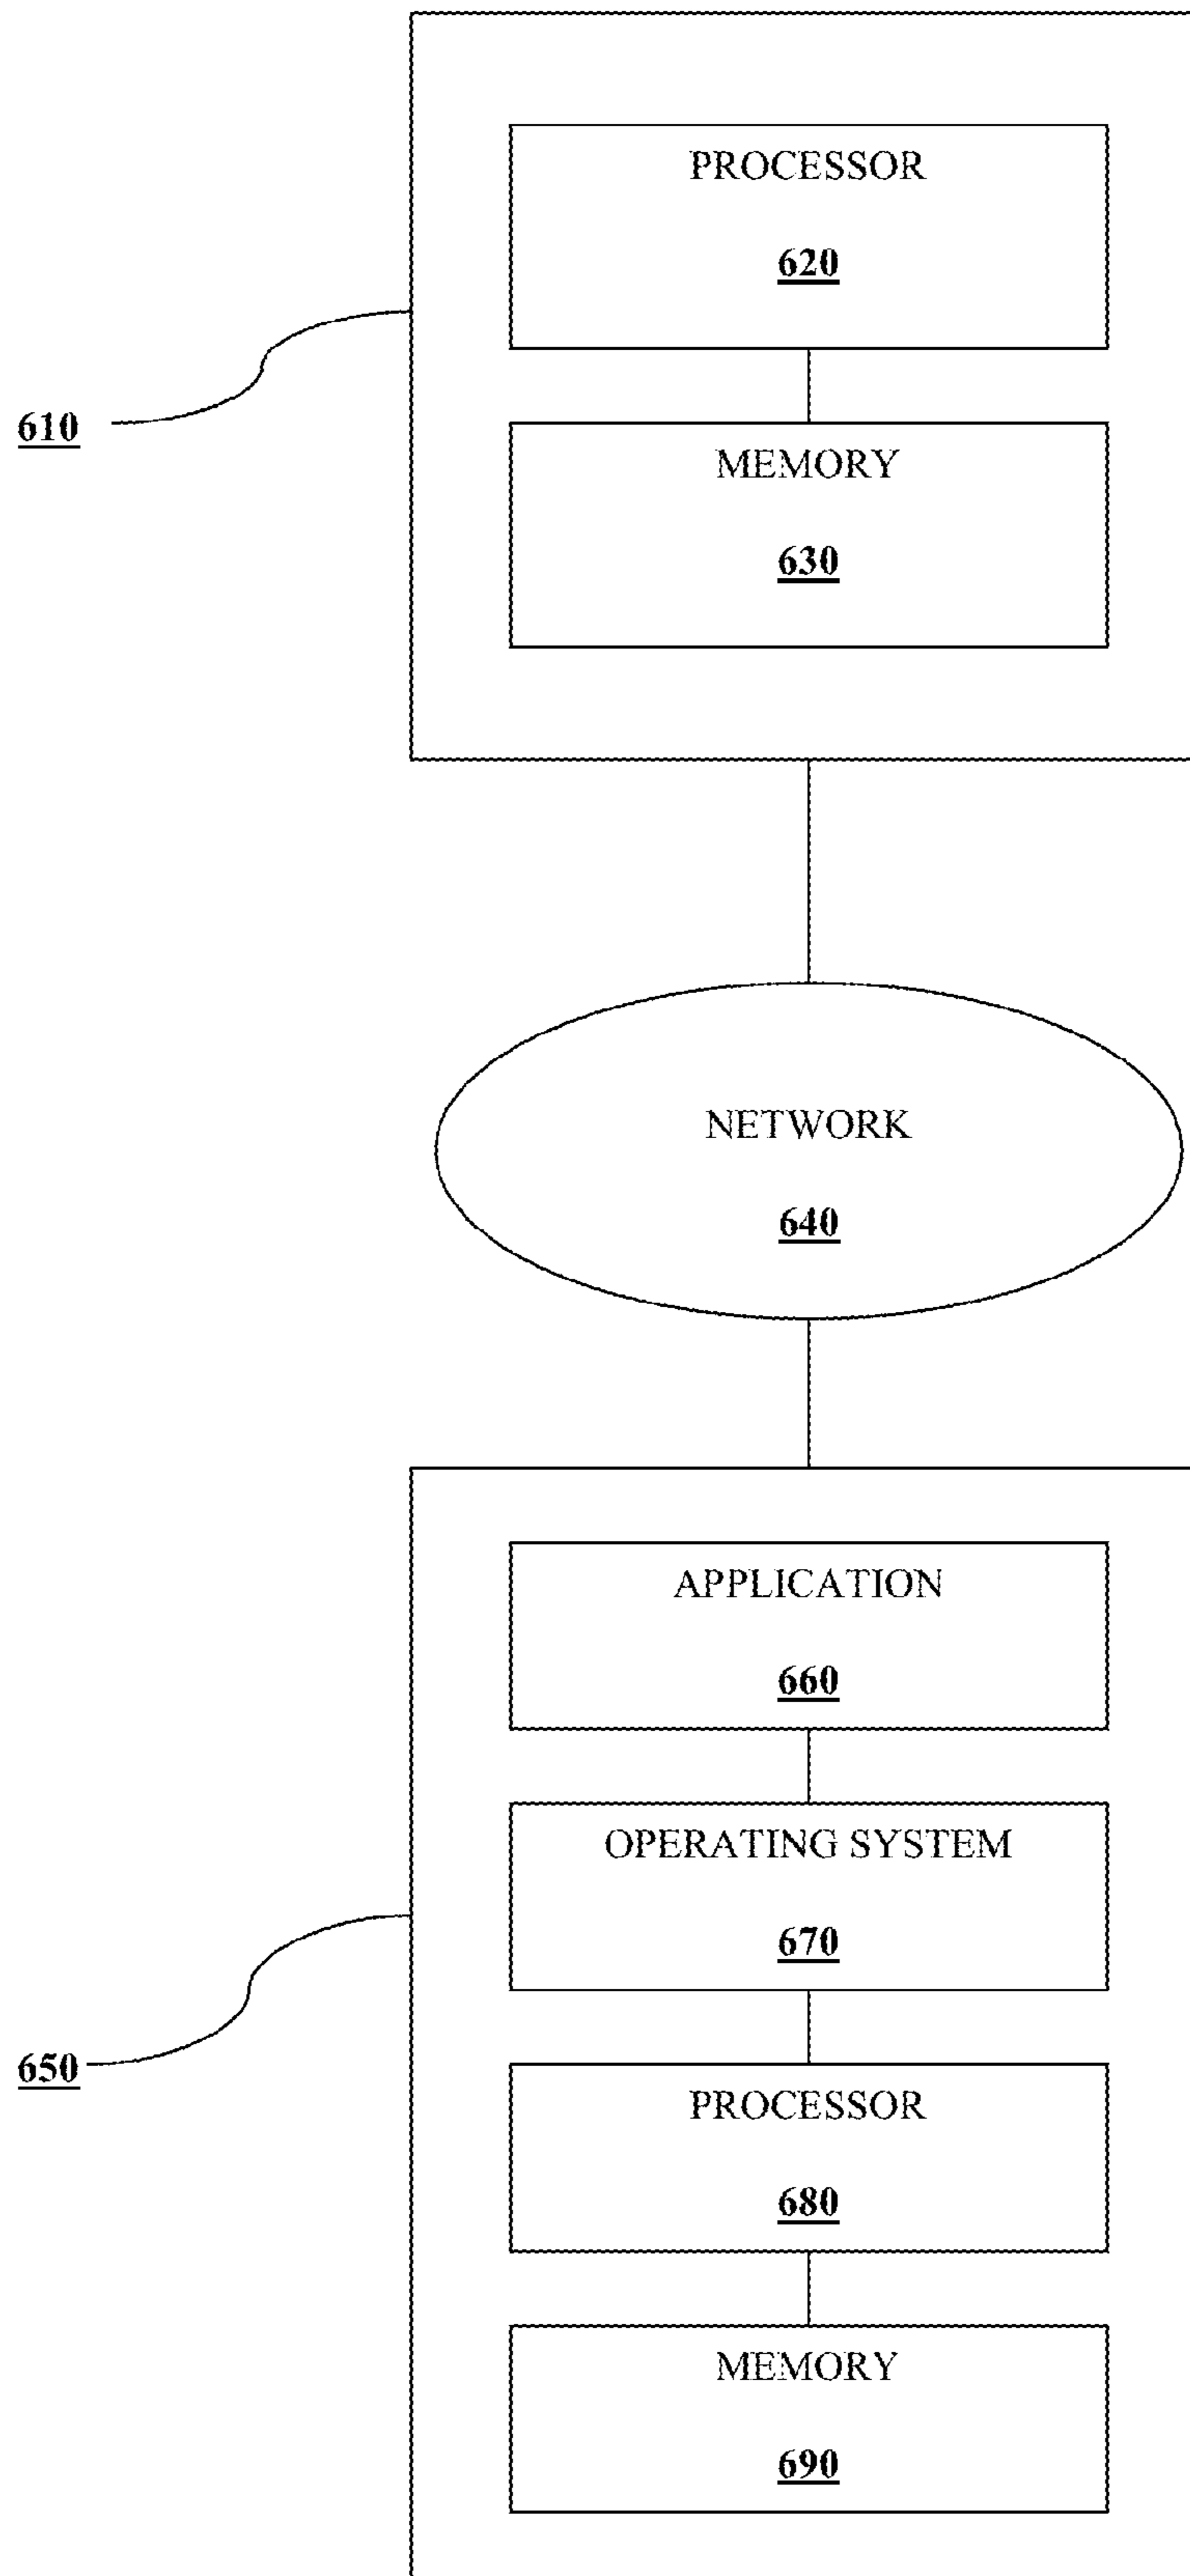 PROCESSOR
620
610
MEMORY
630
NETWORK
640
APPLICATION
660
OPERATING SYSTEM
670
650
PROCESSOR
680
MEMORY
690